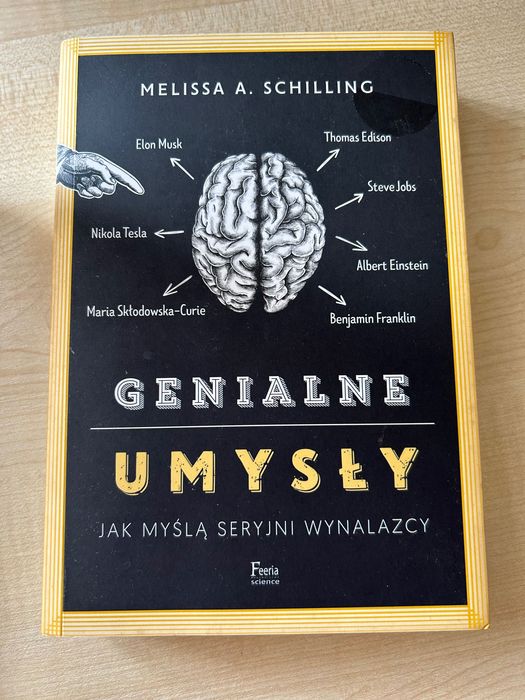 MELISSA A. SCHILLING
Elon Musk
Thomas Edison
Steve Jobs
Nikola Tesla
Albert Einstein
Maria Skłodowska-Curie
Benjamin Franklin
GENIALNE
UMYSŁY
JAK MYŚLĄ SERYJNI WYNALAZCY
Feeria
science